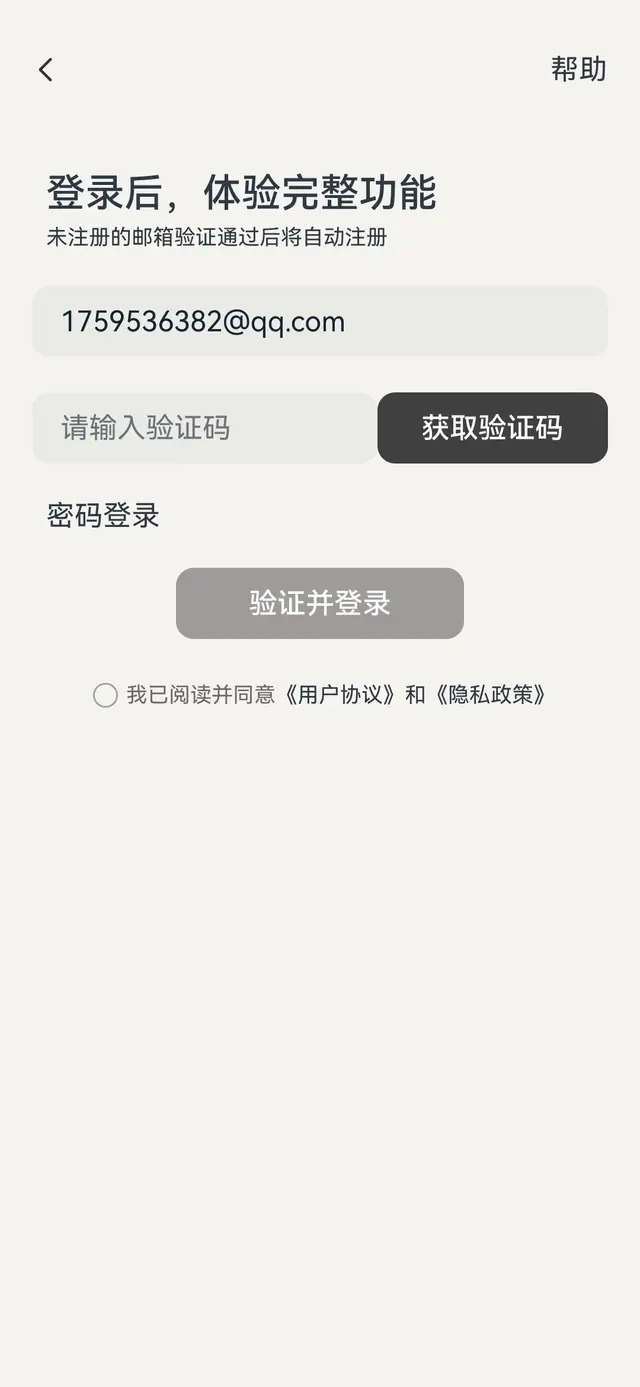 帮助
登录后，体验完整功能
未注册的邮箱验证通过后将自动注册
1759536382@qq.com
请输入验证码 获取验证码
密码登录
验证并登录
我已阅读并同意《用户协议》和《隐私政策》